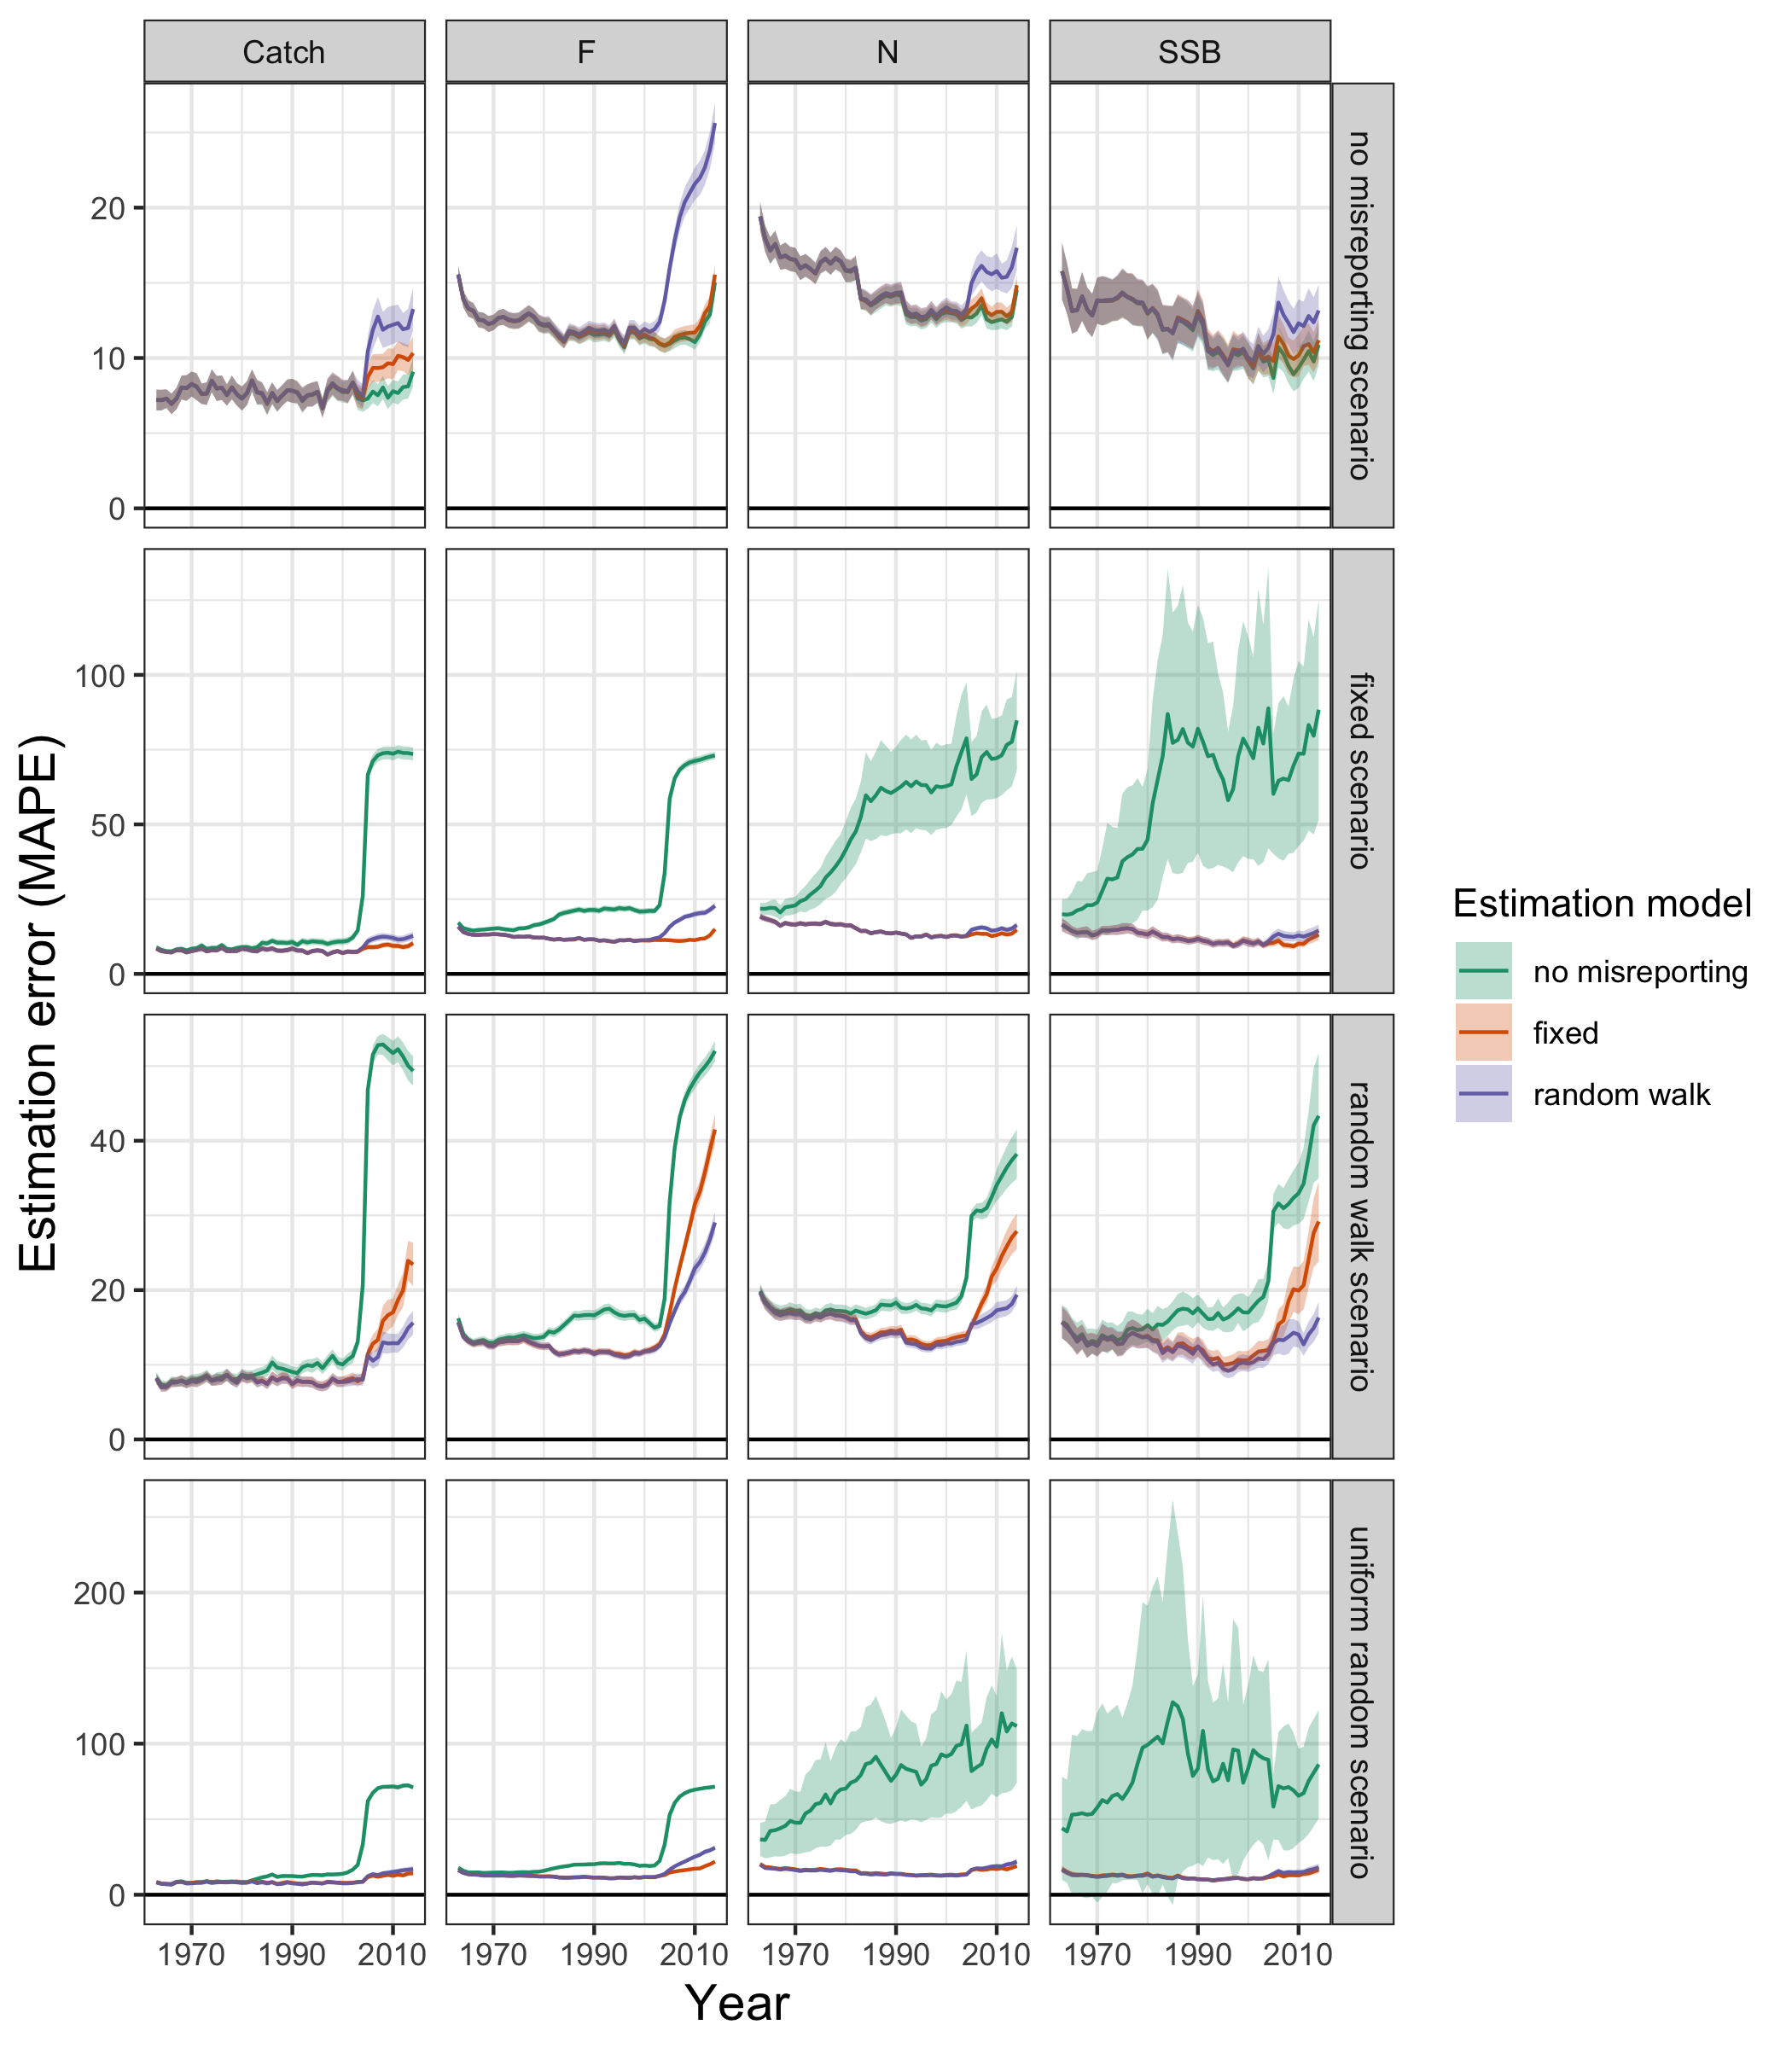 Catch F N SSB
no misreporting scenario
20
10
0
fixed scenario
100
50
0
random walk scenario
40
20
0
uniform random scenario
200
100
0
1970 1990 2010 1970 1990 2010 1970 1990 2010 1970 1990 2010
Year
Estimation error (MAPE)
Estimation model
no misreporting
fixed
random walk